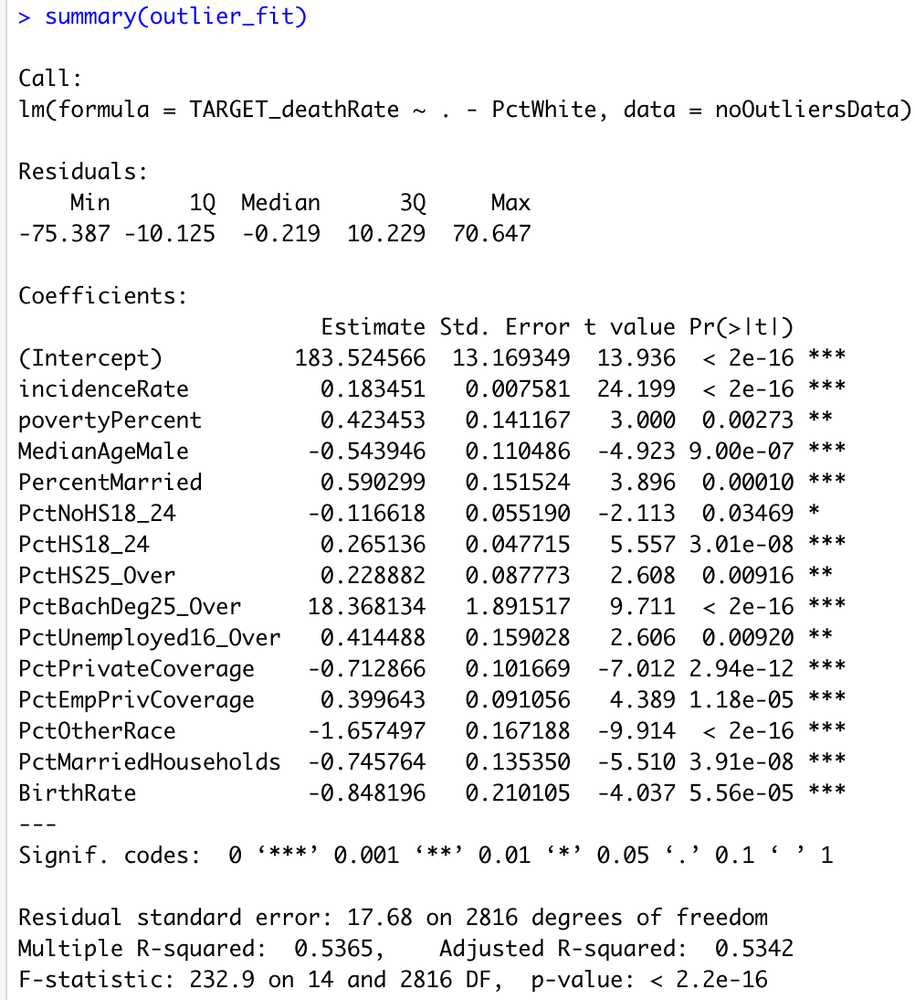 > summary(outlier_fit)
Call:
lm(formula = TARGET_deathRate ~ . - PctWhite, data = noOutliersData)
Residuals:
    Min      1Q  Median      3Q     Max
-75.387 -10.125  -0.219  10.229  70.647
Coefficients:
                       Estimate Std. Error t value Pr(>|t|)
(Intercept)          183.524566  13.169349  13.936  < 2e-16 ***
incidenceRate          0.183451   0.007581  24.199  < 2e-16 ***
povertyPercent         0.423453   0.141167   3.000  0.00273 **
MedianAgeMale         -0.543946   0.110486  -4.923 9.00e-07 ***
PercentMarried         0.590299   0.151524   3.896  0.00010 ***
PctNoHS18_24          -0.116618   0.055190  -2.113  0.03469 *
PctHS18_24             0.265136   0.047715   5.557 3.01e-08 ***
PctHS25_Over           0.228882   0.087773   2.608  0.00916 **
PctBachDeg25_Over     18.368134   1.891517   9.711  < 2e-16 ***
PctUnemployed16_Over   0.414488   0.159028   2.606  0.00920 **
PctPrivateCoverage    -0.712866   0.101669  -7.012 2.94e-12 ***
PctEmpPrivCoverage     0.399643   0.091056   4.389 1.18e-05 ***
PctOtherRace          -1.657497   0.167188  -9.914  < 2e-16 ***
PctMarriedHouseholds  -0.745764   0.135350  -5.510 3.91e-08 ***
BirthRate             -0.848196   0.210105  -4.037 5.56e-05 ***
---
Signif. codes:  0 ‘***’ 0.001 ‘**’ 0.01 ‘*’ 0.05 ‘.’ 0.1 ‘ ’ 1
Residual standard error: 17.68 on 2816 degrees of freedom
Multiple R-squared:  0.5365,    Adjusted R-squared:  0.5342
F-statistic: 232.9 on 14 and 2816 DF,  p-value: < 2.2e-16